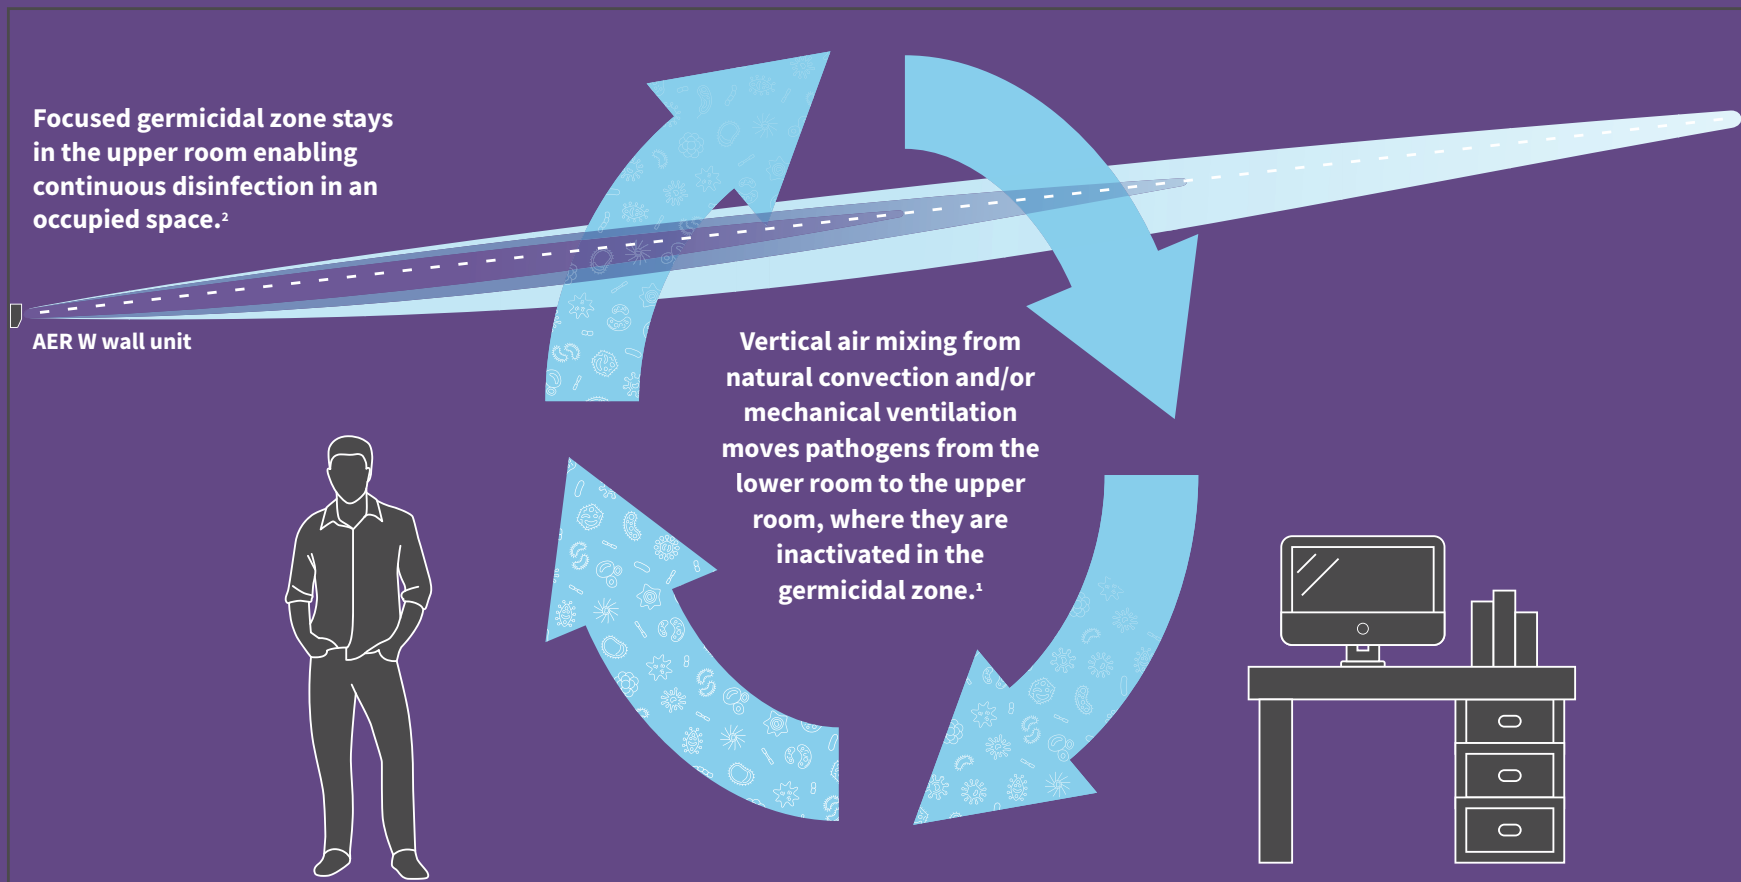 Focused germicidal zone stays
in the upper room enabling
continuous disinfection in an
occupied space.²
AER W wall unit
Vertical air mixing from
natural convection and/or
mechanical ventilation
moves pathogens from the
lower room to the upper
room, where they are
inactivated in the
germicidal zone.¹